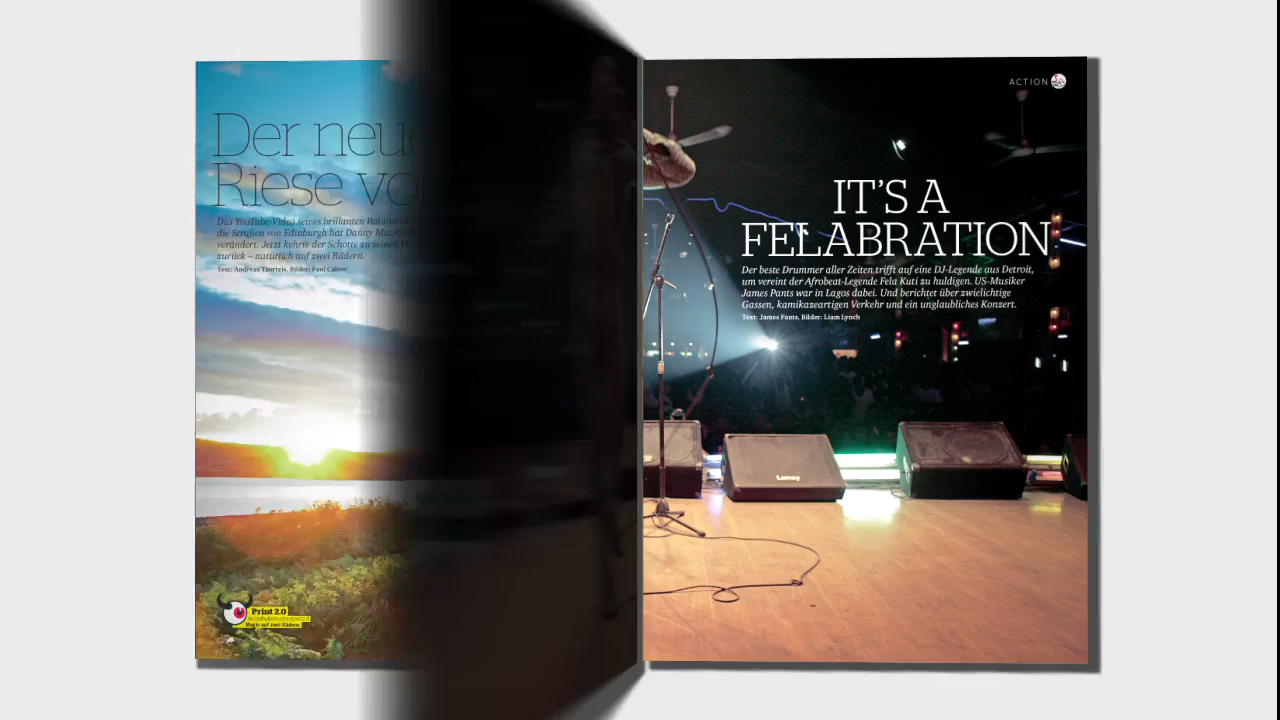 Der neue
Riese vo
Das YouTube-Video seines brillanten
die Straßen von Edinburgh hat Danny
verändert. Jetzt kehrte der Schotte zu seinen
zurück – natürlich auf zwei Rädern.
Text: Andreas Tzortzis, Bilder: Paul Calver
Print 2.0
Magie auf zwei Rädern.
ACTION
IT'S A
FELABRATION
Der beste Drummer aller Zeiten trifft auf eine DJ-Legende aus Detroit,
um vereint der Afrobeat-Legende Fela Kuti zu huldigen. US-Musiker
James Pants war in Lagos dabei. Und berichtet über zwielichtige
Gassen, kamikazeartigen Verkehr und ein unglaubliches Konzert.
Text: James Pants, Bilder: Liam Lynch
Laney